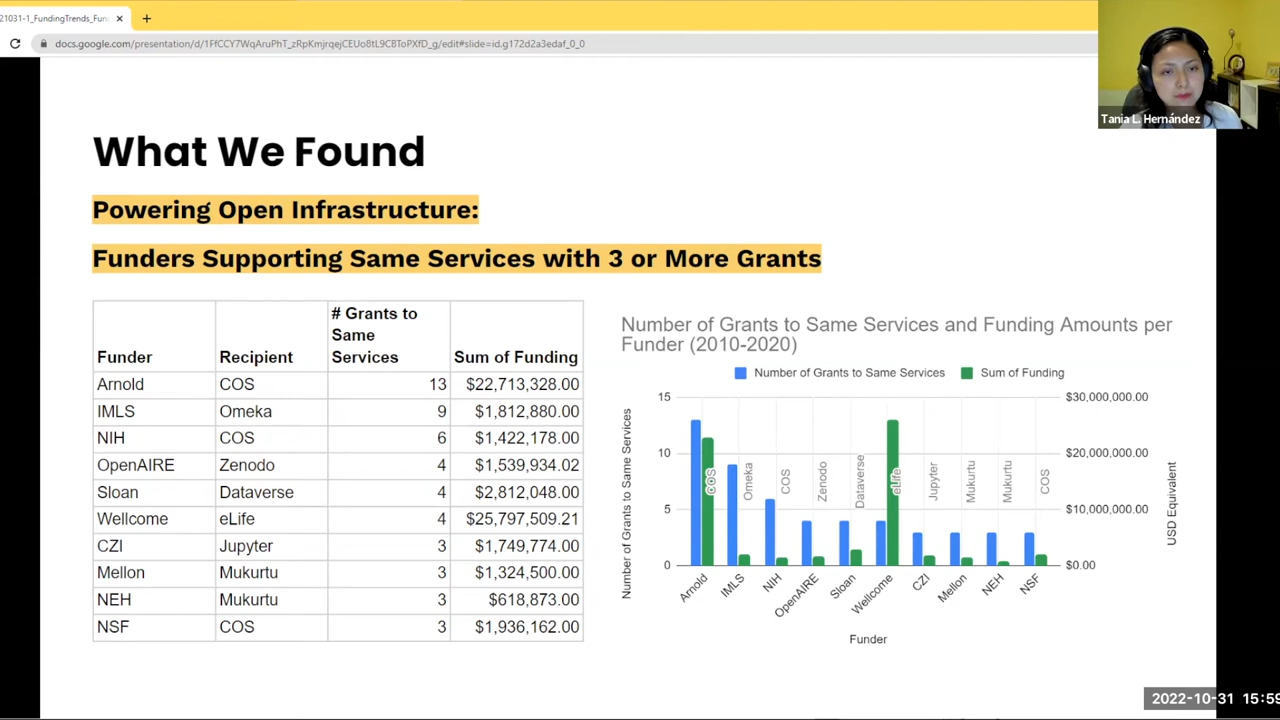 21031-1_FundingTrends_Fun
docs.google.com/presentation/d/1FfCCY7WqAruPhT_zRpKmjrqejCEUo8tL9CBToPXfD_g/edit#slide=id.g172d2a3edaf_0_0
Tania L. Hernández
What We Found
Powering Open Infrastructure:
Funders Supporting Same Services with 3 or More Grants
Funder Recipient # Grants to Same Services Sum of Funding
Arnold COS 13 $22,713,328.00
IMLS Omeka 9 $1,812,880.00
NIH COS 6 $1,422,178.00
OpenAIRE Zenodo 4 $1,539,934.02
Sloan Dataverse 4 $2,812,048.00
Wellcome eLife 4 $25,797,509.21
CZI Jupyter 3 $1,749,774.00
Mellon Mukurtu 3 $1,324,500.00
NEH Mukurtu 3 $618,873.00
NSF COS 3 $1,936,162.00
Number of Grants to Same Services and Funding Amounts per
Funder (2010-2020)
Number of Grants to Same Services Sum of Funding
Number of Grants to Same Services
15 $30,000,000.00
10 $20,000,000.00
5 $10,000,000.00
0 $0.00
USD Equivalent
COS Omeka COS Zenodo Dataverse eLife Jupyter Mukurtu Mukurtu COS
Arnold IMLS NIH OpenAIRE Sloan Wellcome CZI Mellon NEH NSF
Funder
2022-10-31 15:59